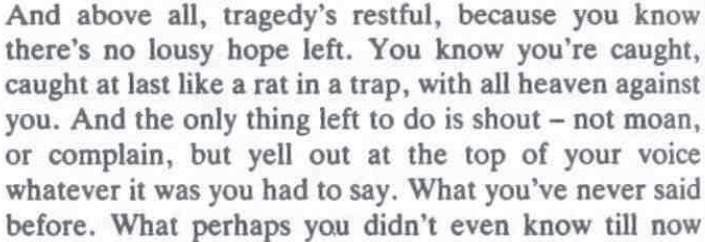 And above all, tragedy's restful, because you know
there's no lousy hope left. You know you're caught,
caught at last like a rat in a trap, with all heaven against
you. And the only thing left to do is shout – not moan,
or complain, but yell out at the top of your voice
whatever it was you had to say. What you've never said
before. What perhaps you didn't even know till now